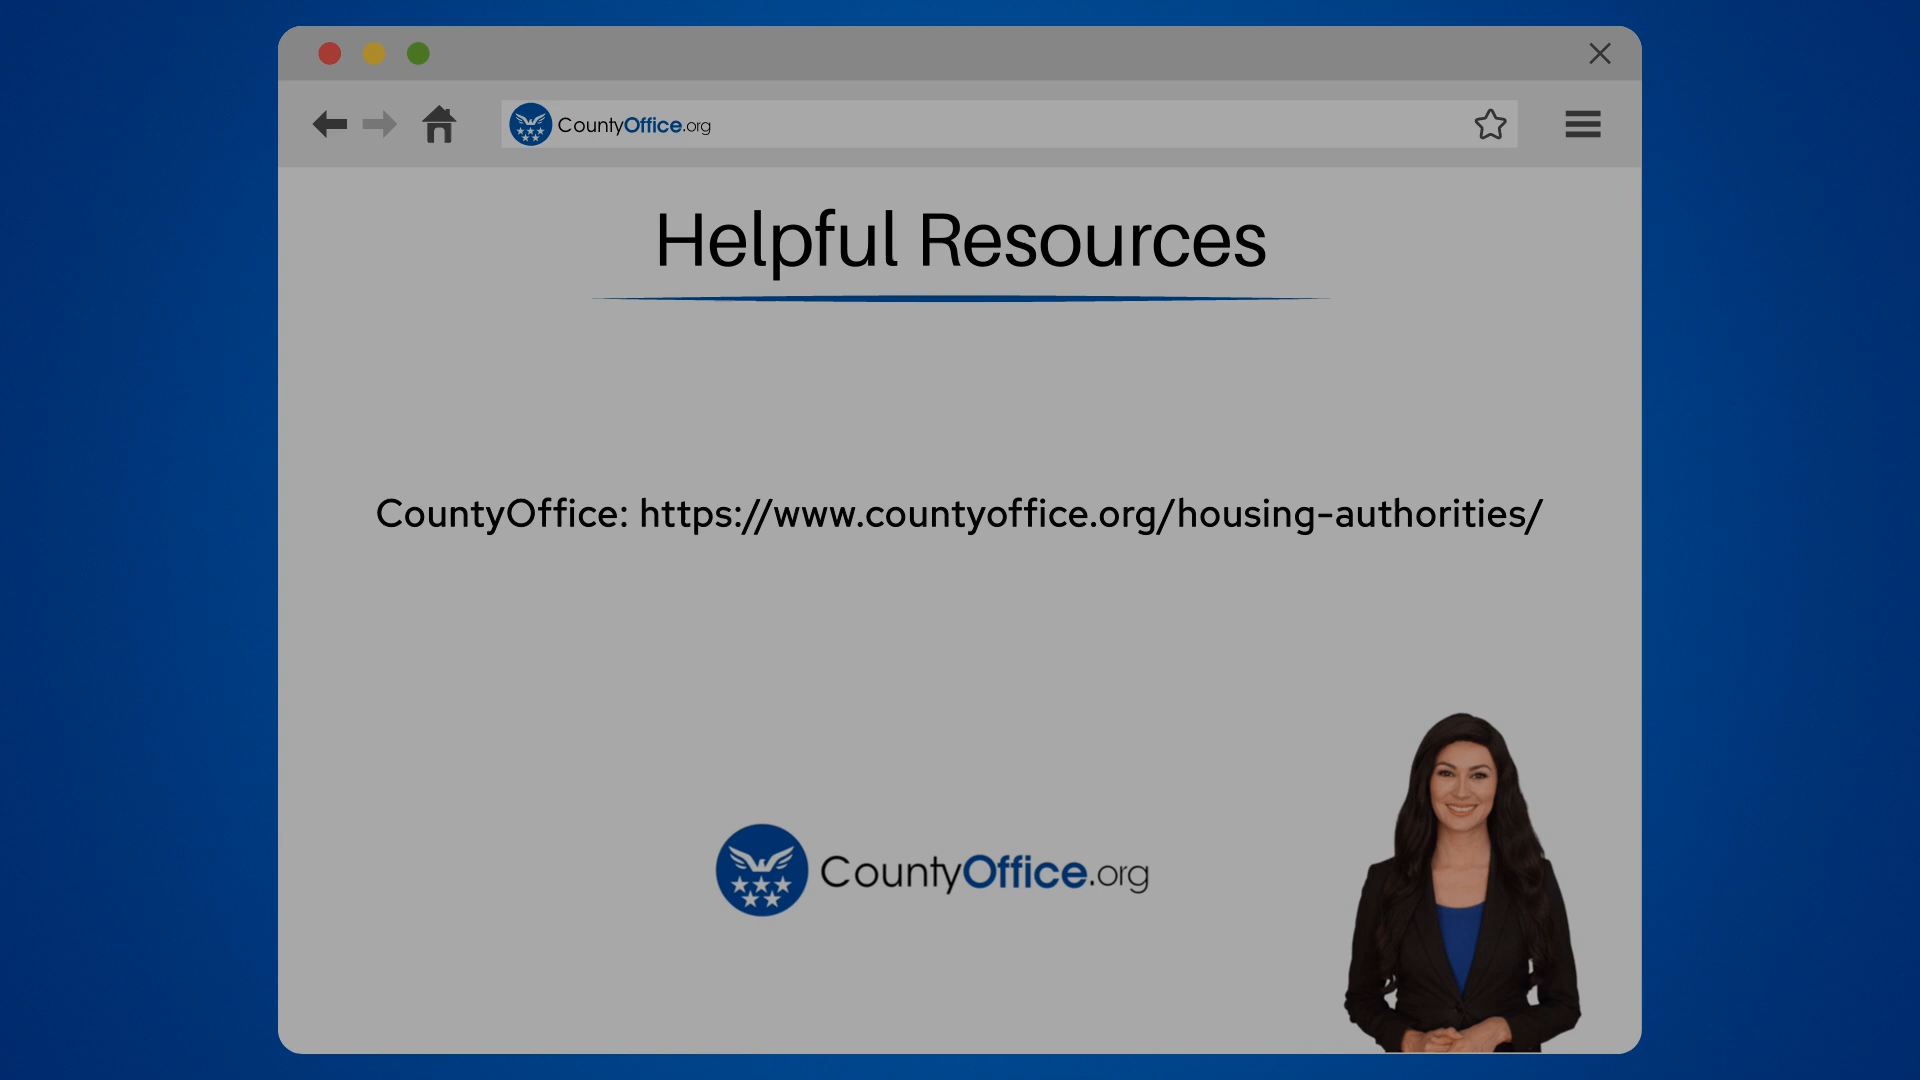 CountyOffice.org
Helpful Resources
CountyOffice: https://www.countyoffice.org/housing-authorities/
CountyOffice.org